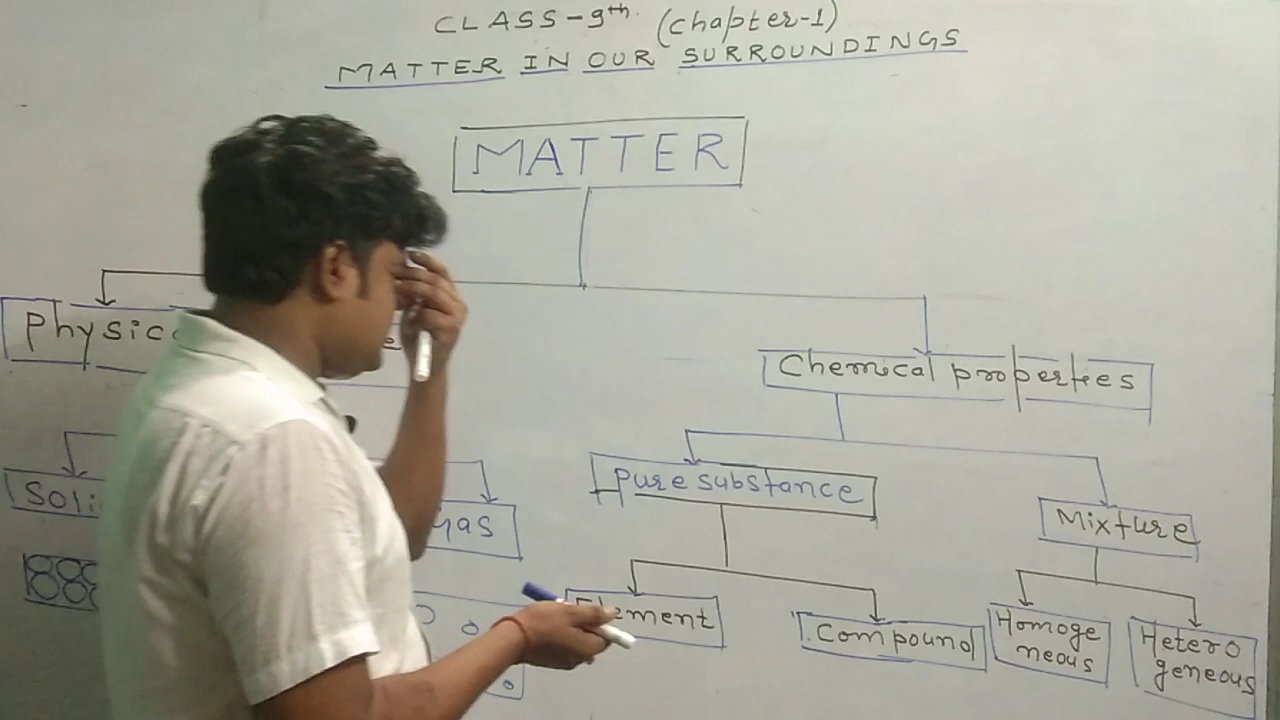 CLASS-9th (chapter-1)
MATTER IN OUR SURROUNDINGS
MATTER
Chemical properties
Pure substance
Mixture
Gas
Element
Compound
Homoge
neous
Hetero
geneous